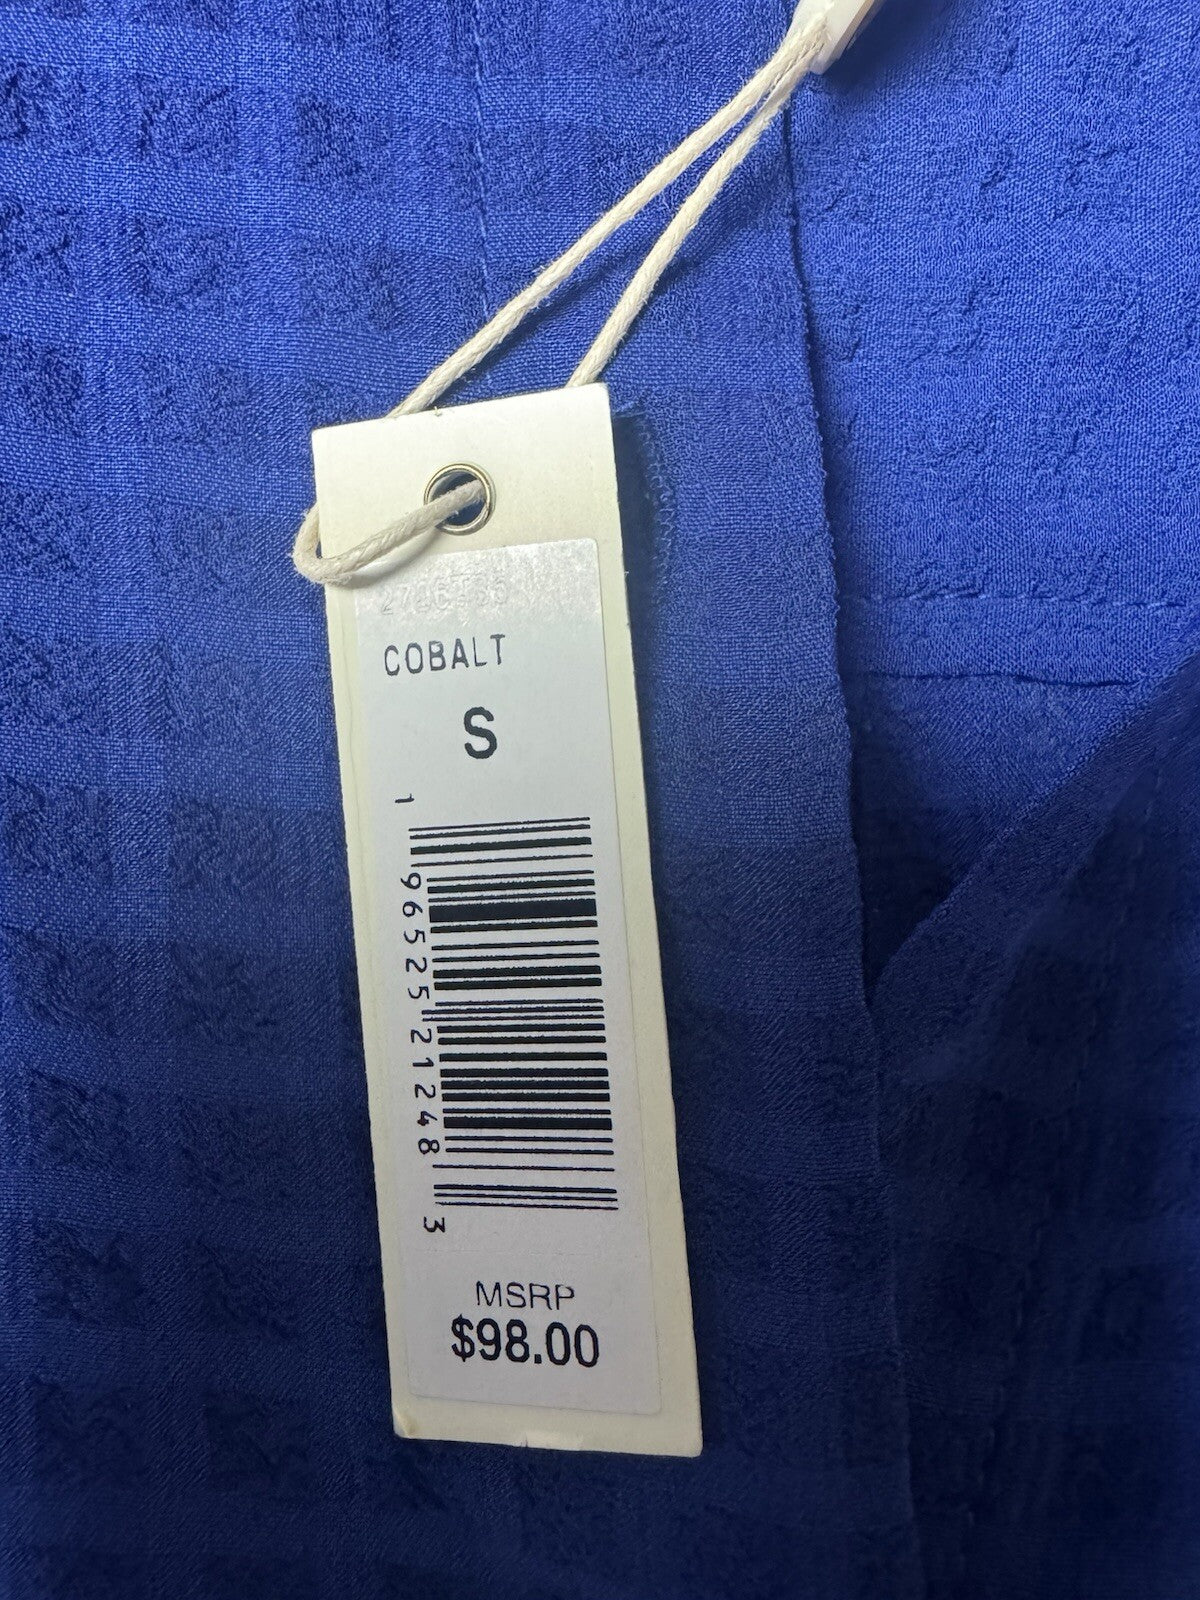 COBALT
S
1 96525 21248 3
MSRP
$98.00